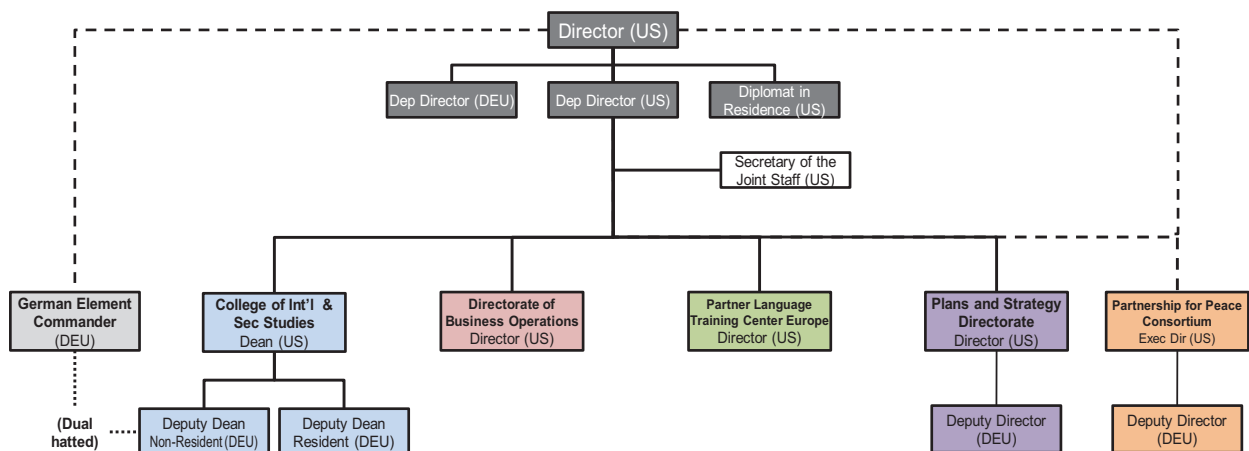 Director (US)
Dep Director (DEU)
Dep Director (US)
Diplomat in
Residence (US)
Secretary of the
Joint Staff (US)
German Element
Commander
(DEU)
College of Int'l &
Sec Studies
Dean (US)
Directorate of
Business Operations
Director (US)
Partner Language
Training Center Europe
Director (US)
Plans and Strategy
Directorate
Director (US)
Partnership for Peace
Consortium
Exec Dir (US)
(Dual
hatted)
Deputy Dean
Non-Resident (DEU)
Deputy Dean
Resident (DEU)
Deputy Director
(DEU)
Deputy Director
(DEU)